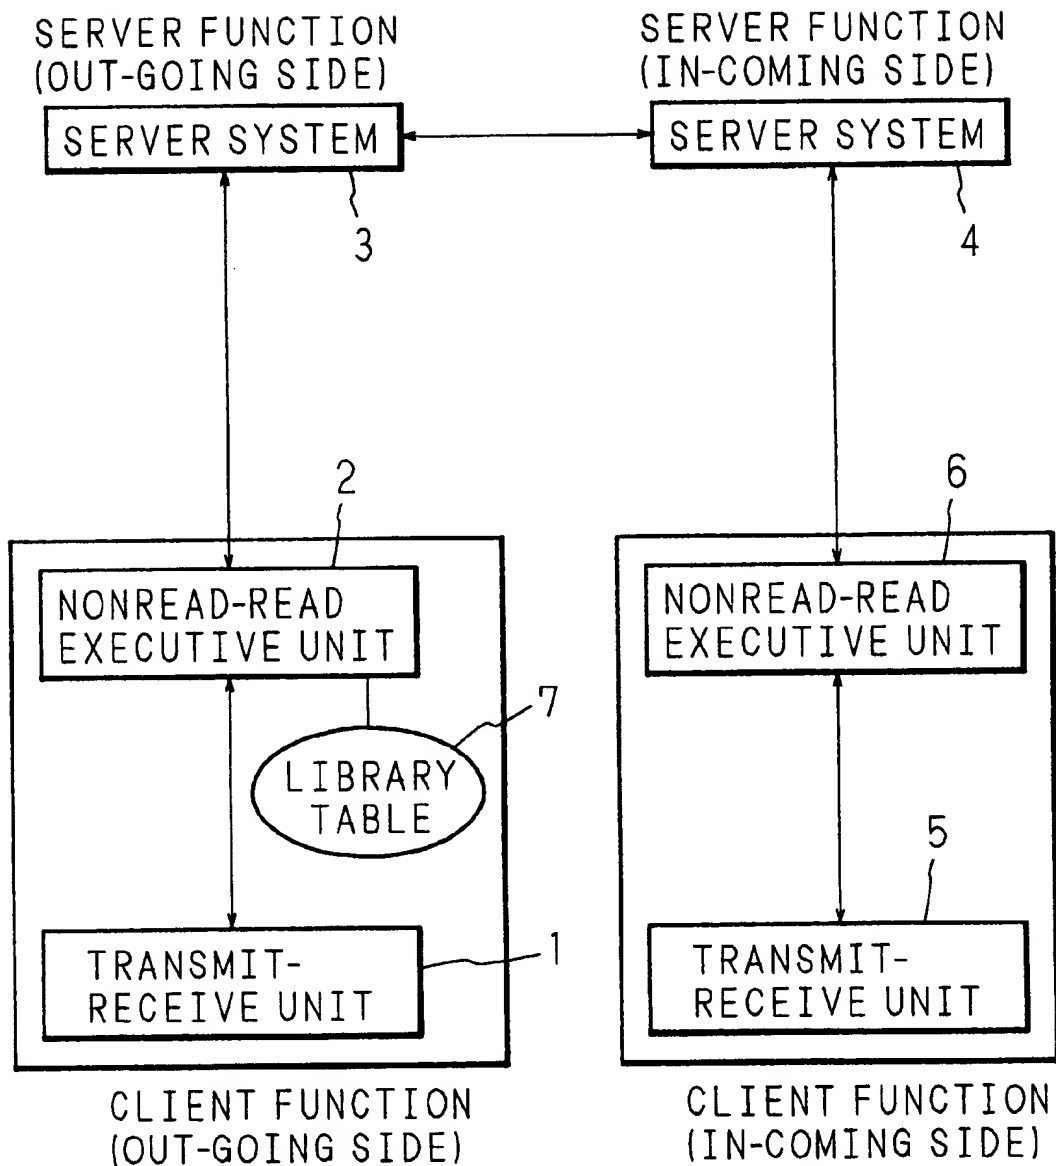 SERVER FUNCTION
(OUT-GOING SIDE)
SERVER SYSTEM
3
SERVER FUNCTION
(IN-COMING SIDE)
SERVER SYSTEM
4
2
NONREAD-READ
EXECUTIVE UNIT
7
LIBRARY
TABLE
TRANSMIT-
RECEIVE UNIT
1
CLIENT FUNCTION
(OUT-GOING SIDE)
6
NONREAD-READ
EXECUTIVE UNIT
5
TRANSMIT-
RECEIVE UNIT
CLIENT FUNCTION
(IN-COMING SIDE)